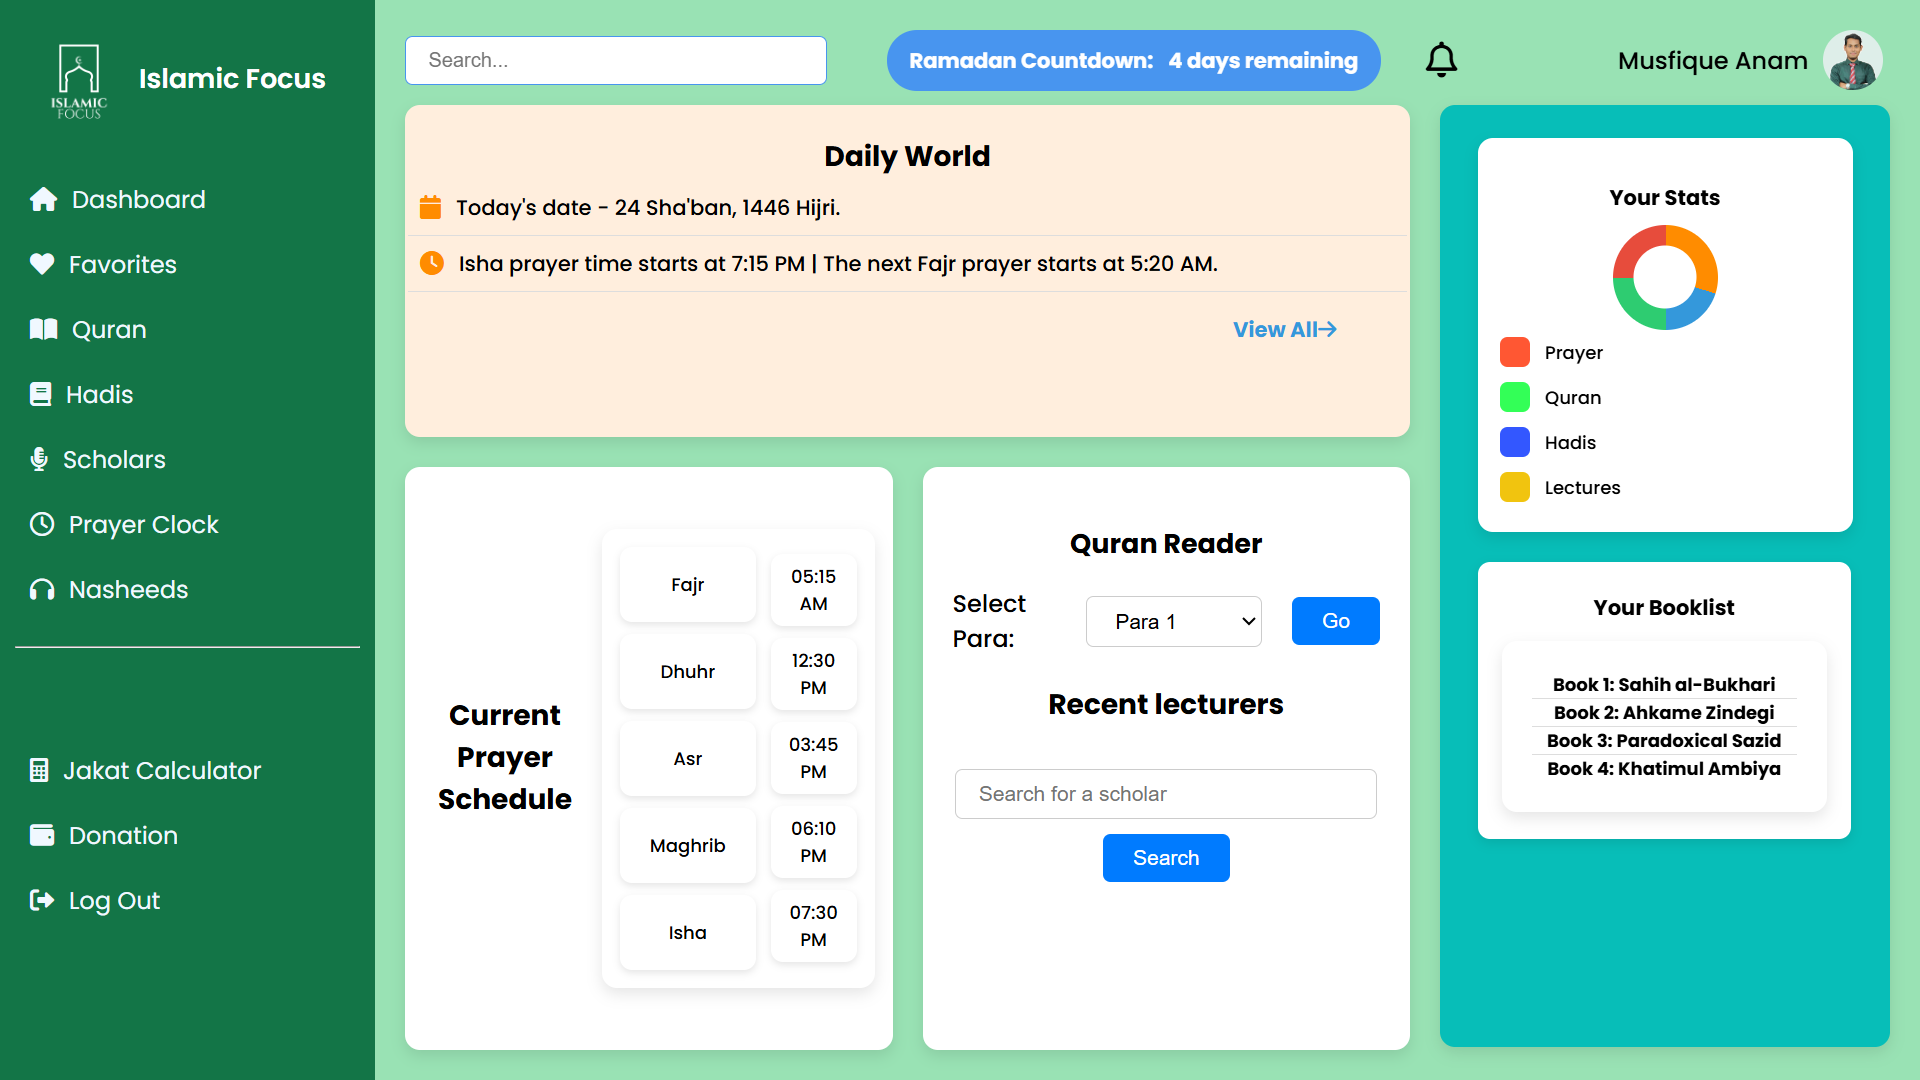 ISLAMIC
FOCUS
Islamic Focus
Dashboard
Favorites
Quran
Hadis
Scholars
Prayer Clock
Nasheeds
Jakat Calculator
Donation
Log Out
Search...
Ramadan Countdown: 4 days remaining
Musfique Anam
Daily World
Today's date - 24 Sha'ban, 1446 Hijri.
Isha prayer time starts at 7:15 PM | The next Fajr prayer starts at 5:20 AM.
View All
Current
Prayer
Schedule
Fajr
05:15
AM
Dhuhr
12:30
PM
Asr
03:45
PM
Maghrib
06:10
PM
Isha
07:30
PM
Quran Reader
Select
Para:
Para 1
Go
Recent lecturers
Search for a scholar
Search
Your Stats
Prayer
Quran
Hadis
Lectures
Your Booklist
Book 1: Sahih al-Bukhari
Book 2: Ahkame Zindegi
Book 3: Paradoxical Sazid
Book 4: Khatimul Ambiya